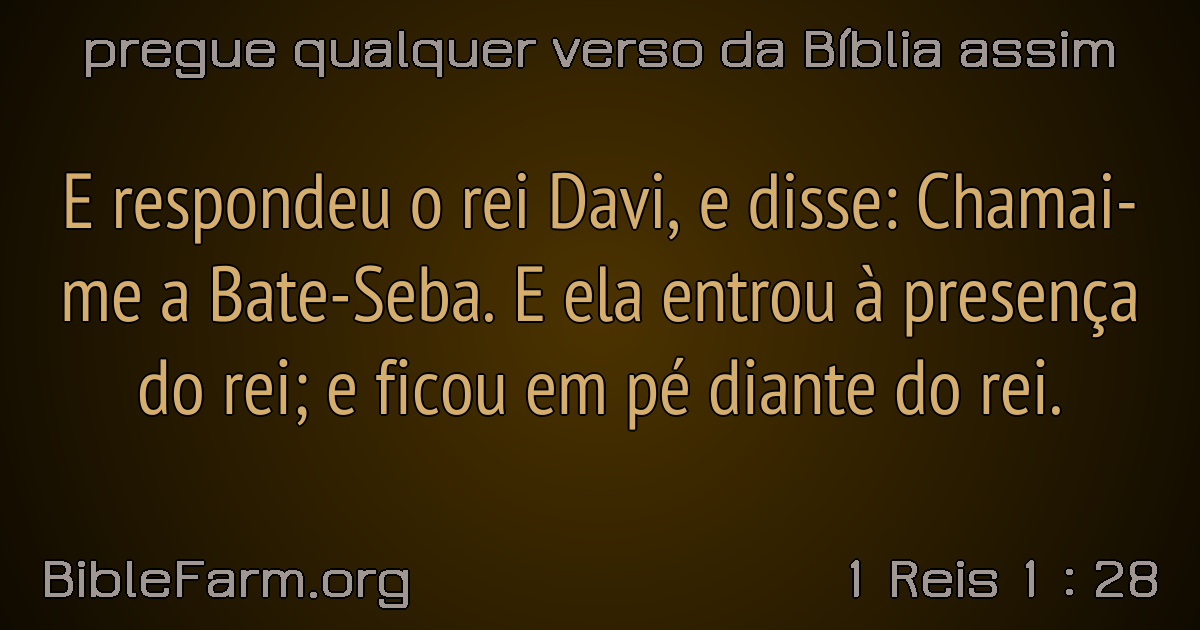 pregue qualquer verso da Bíblia assim
E respondeu o rei Davi, e disse: Chamai-
me a Bate-Seba. E ela entrou à presença
do rei; e ficou em pé diante do rei.
BibleFarm.org
1 Reis 1 : 28